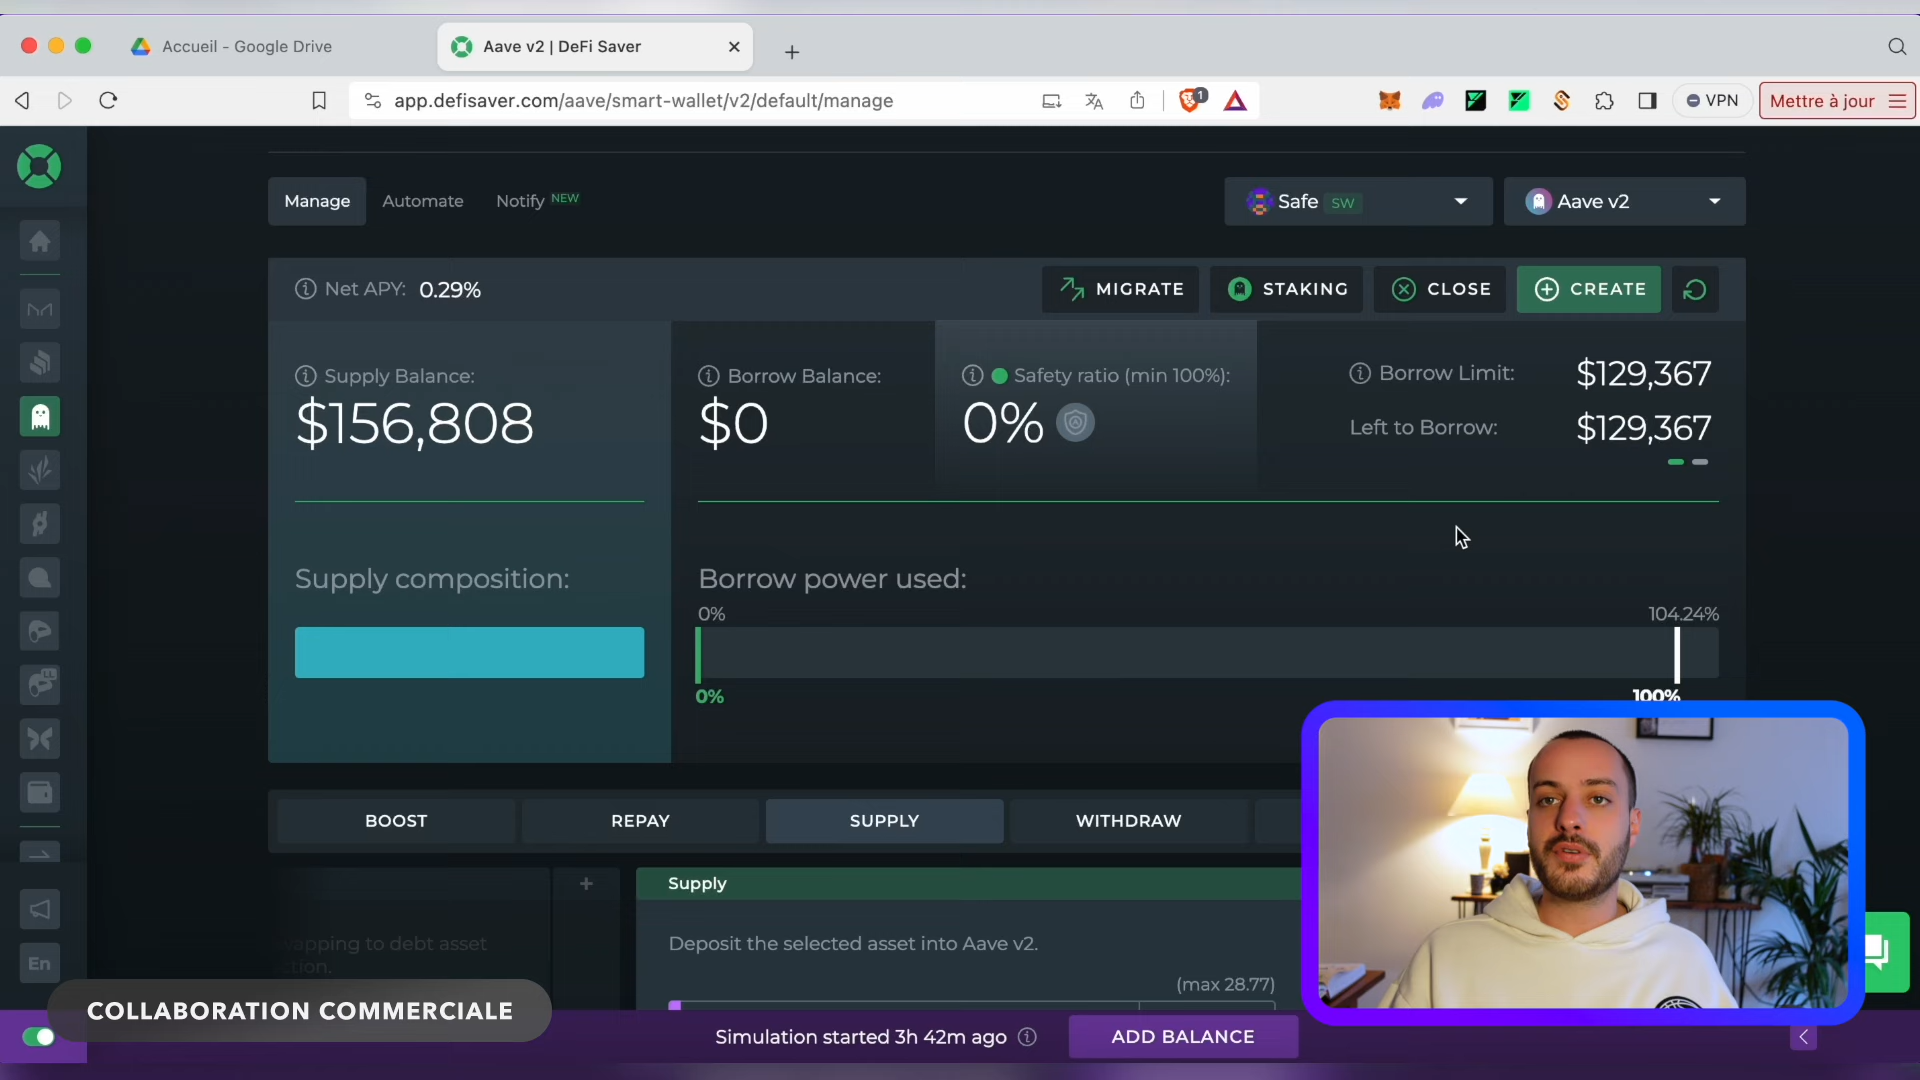 Accueil - Google Drive
Aave v2 | DeFi Saver
app.defisaver.com/aave/smart-wallet/v2/default/manage
1
VPN
Mettre à jour
Manage
Automate
Notify NEW
Safe SW
Aave v2
Net APY: 0.29%
MIGRATE
STAKING
CLOSE
CREATE
Supply Balance:
$156,808
Borrow Balance:
$0
Safety ratio (min 100%):
0%
Borrow Limit: $129,367
Left to Borrow: $129,367
Supply composition:
Borrow power used:
0%
104.24%
0%
100%
BOOST
REPAY
SUPPLY
WITHDRAW
Supply
Deposit the selected asset into Aave v2.
(max 28.77)
to debt asset
En
COLLABORATION COMMERCIALE
Simulation started 3h 42m ago
ADD BALANCE